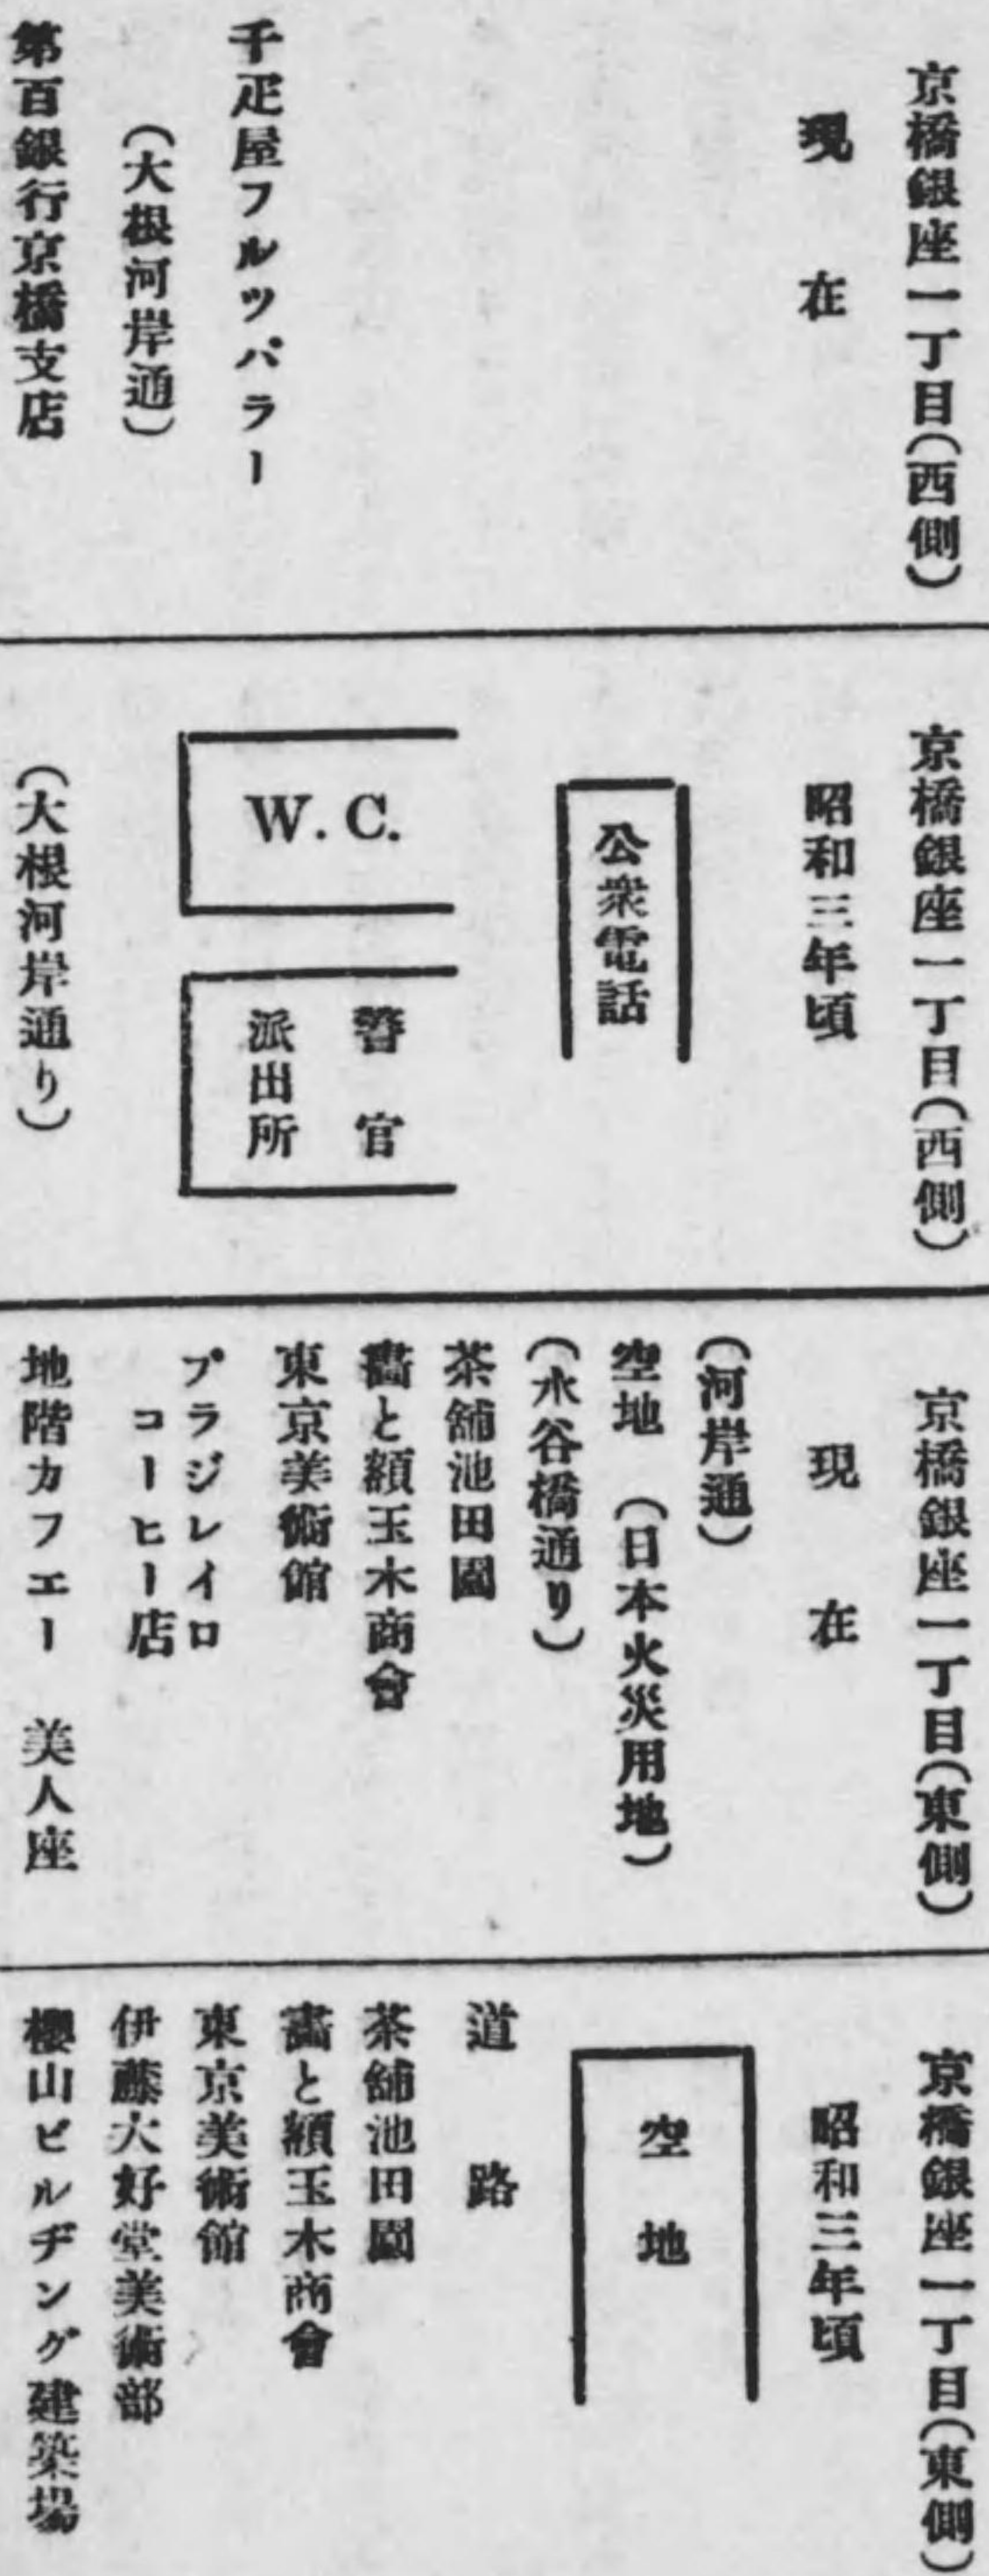 京橋銀座一丁目(西側)
現在
千疋屋フルツパラー
(大根河岸通)
第百銀行京橋支店
京橋銀座一丁目(西側)
昭和三年頃
公衆電話
W.C.
警官
派出所
(大根河岸通り)
京橋銀座一丁目(東側)
現在
(河岸通)
空地 (日本火災用地)
(水谷橋通り)
茶舖池田園
畵と額玉木商會
東京美術館
ブラジレイロ
コーヒー店
地階カフエー 美人座
京橋銀座一丁目(東側)
昭和三年頃
空地
道路
茶舖池田園
畵と額玉木商會
東京美術館
伊藤大好堂美術部
櫻山ビルヂング建築場